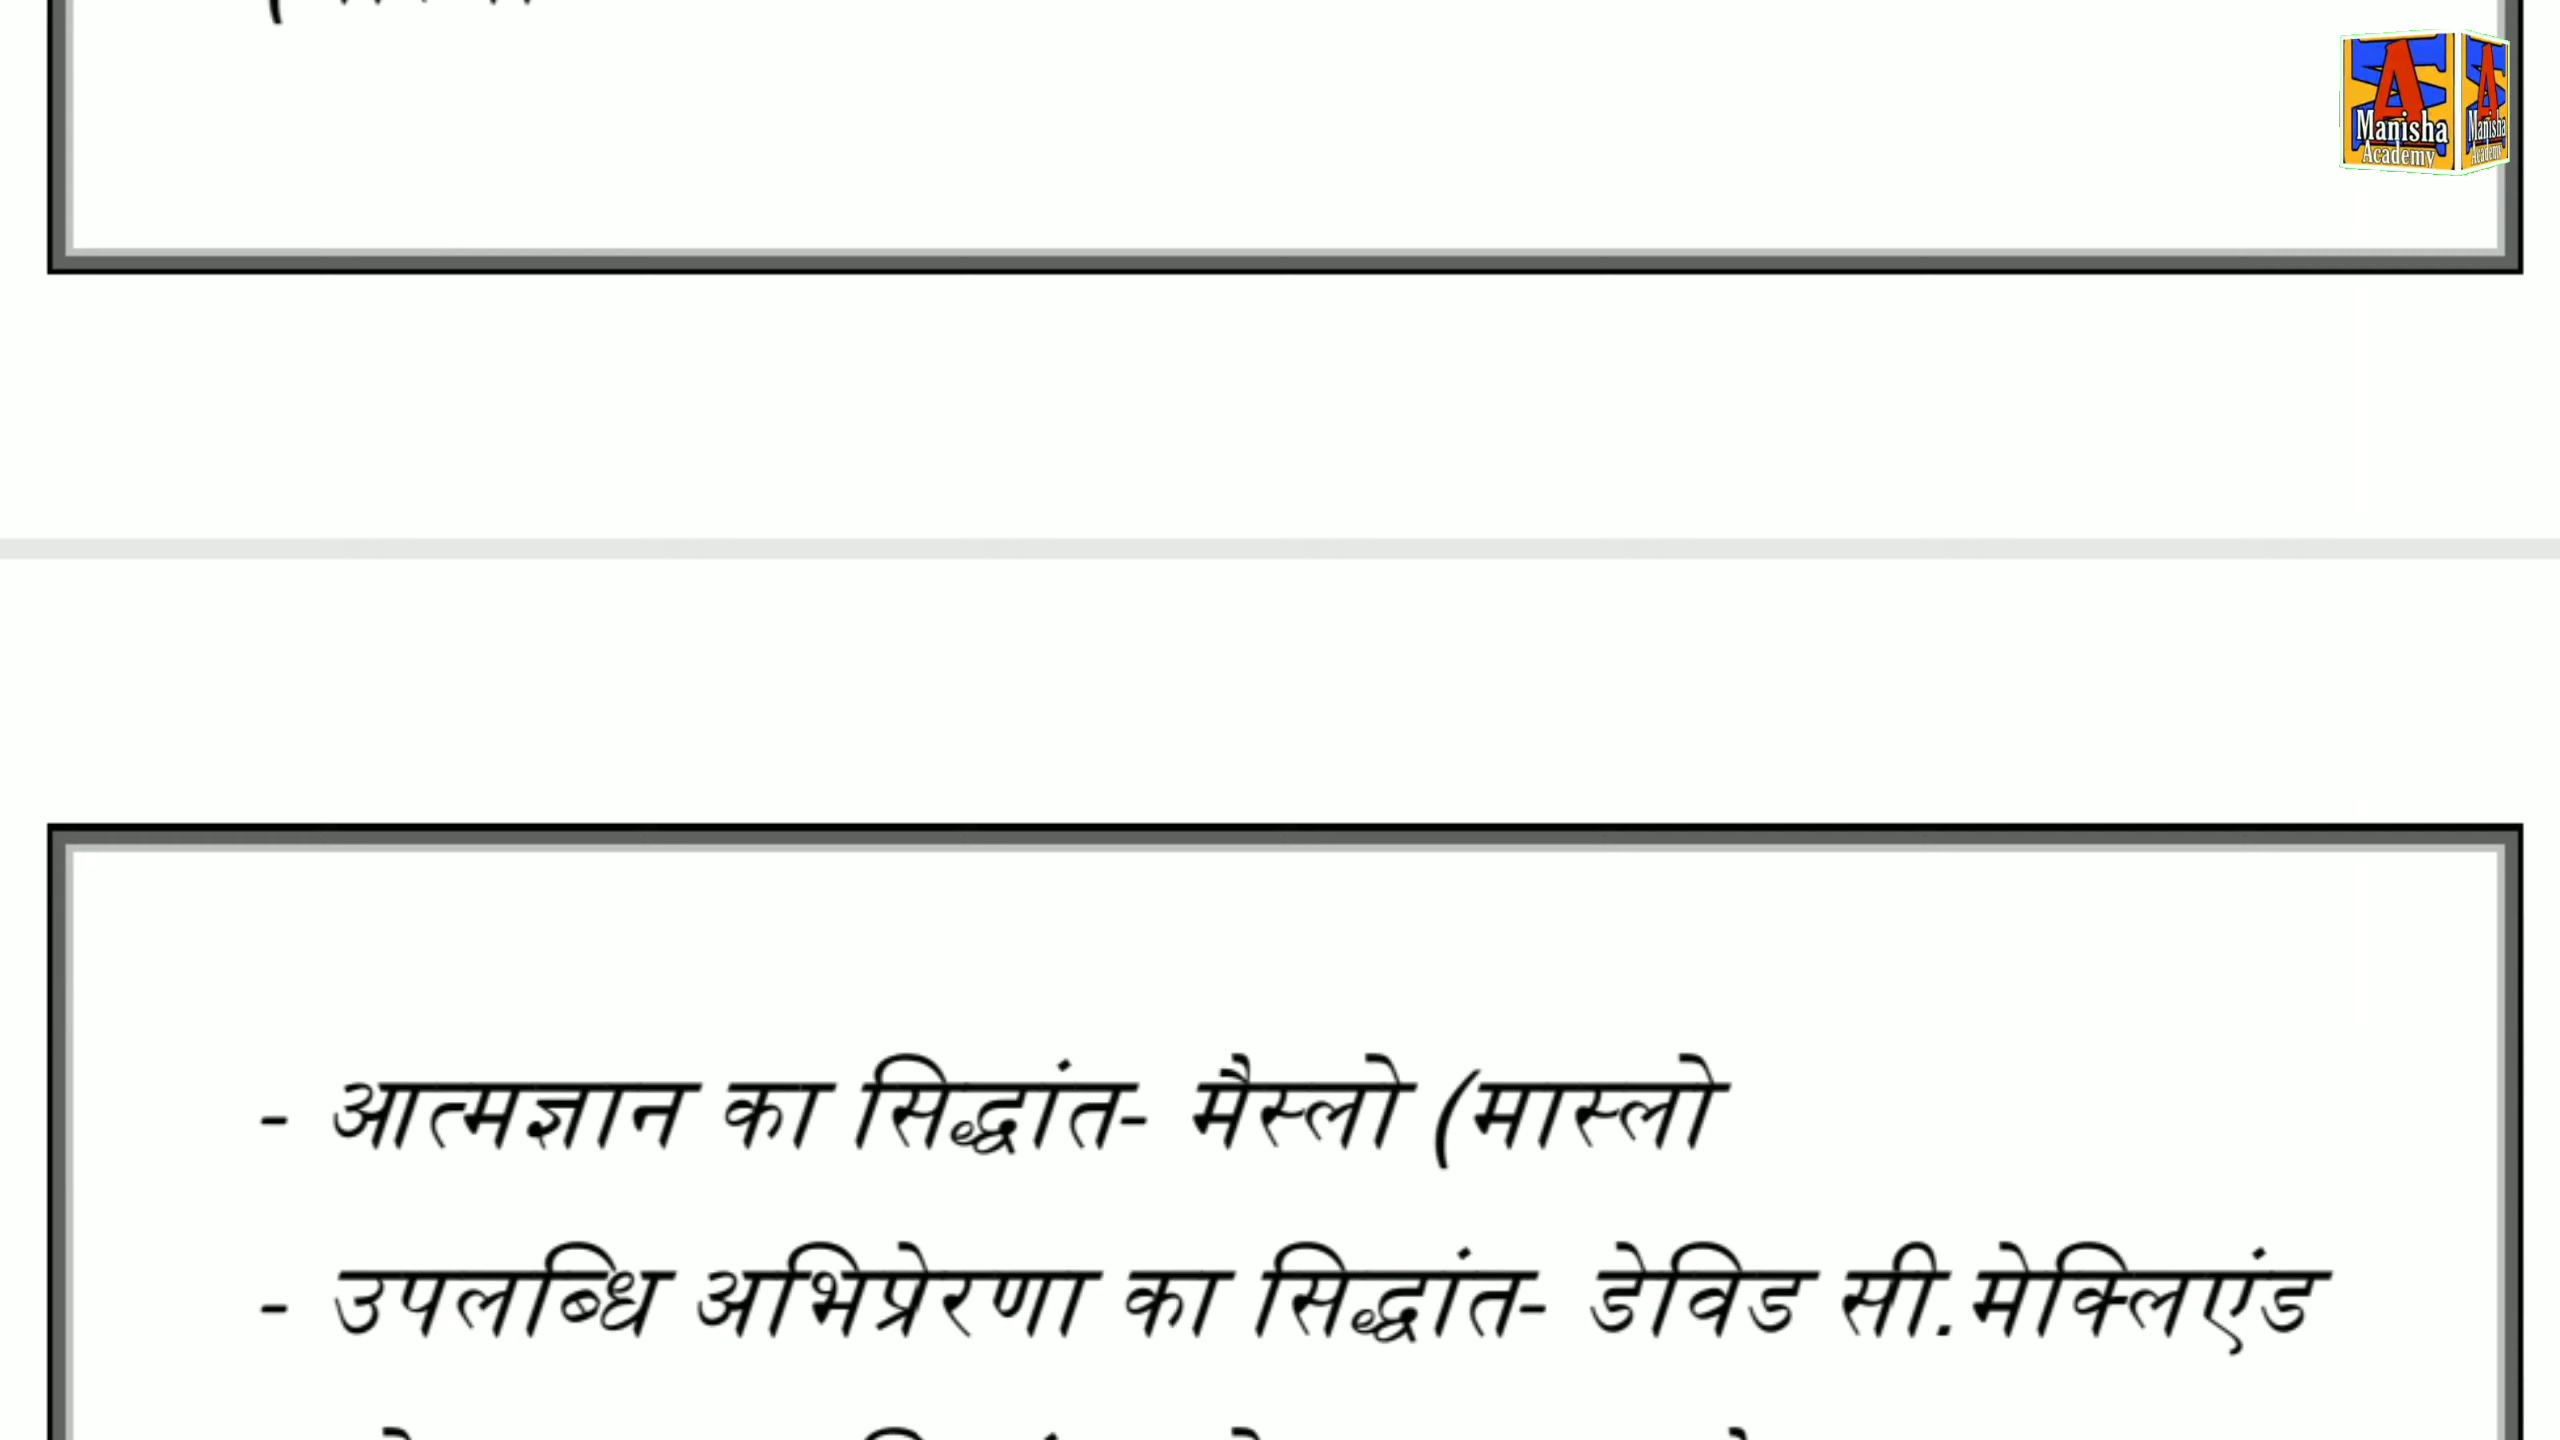 Manisha Manisha
Academy Academy
- आत्मज्ञान का सिद्धांत- मैस्लो (मास्लो
- उपलब्धि अभिप्रेरणा का सिद्धांत- डेविड सी.मेक्लिएंड